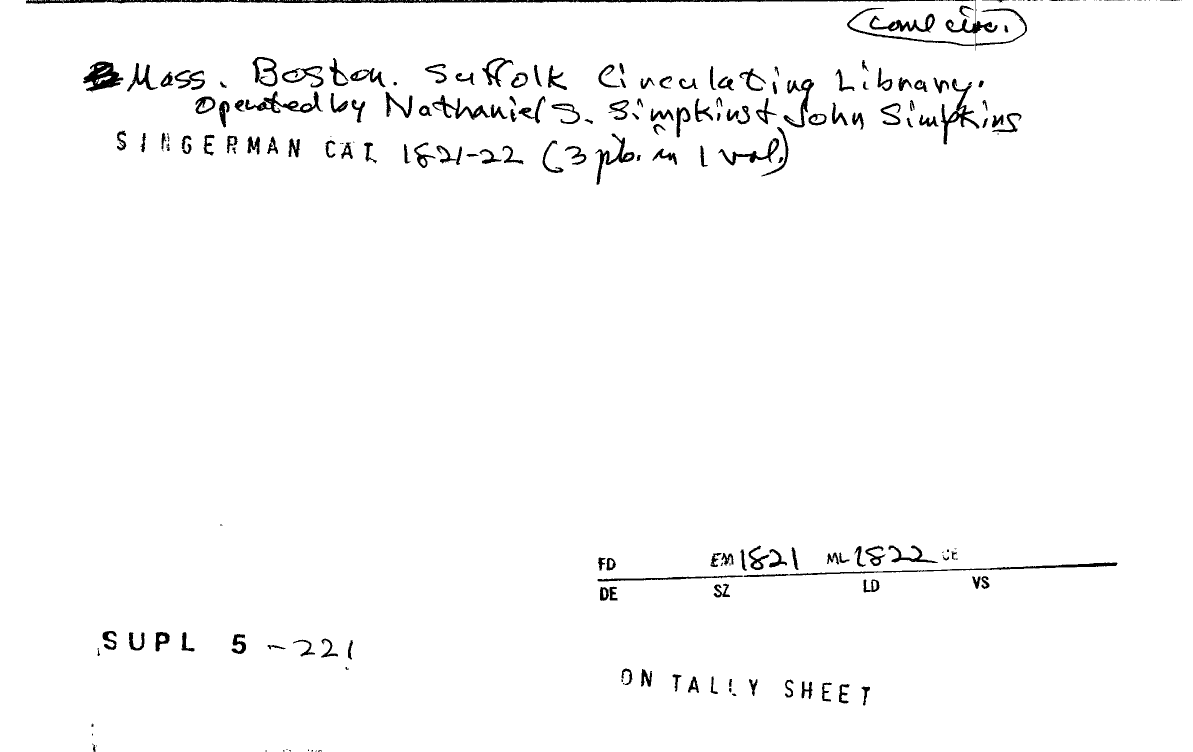 coml circ.
Mass. Boston. Suffolk Circulating Library.
Operated by Nathaniel S. Simpkins & John Simpkins
SINGERMAN CAT. 1821-22 (3 pts. in 1 vol.)
FD EM 1821 ML 1822 CE
DE SZ LD VS
SUPL 5 -221
ON TALLY SHEET